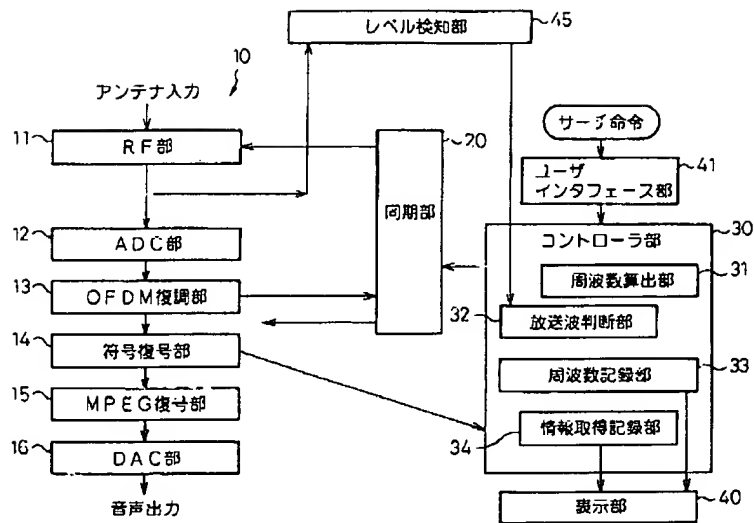 レベル検知部
45
10
アンテナ入力
11
RF部
20
同期部
サーチ命令
ユーザ
インタフェース部
41
12
ADC部
13
OFDM復調部
14
符号復号部
15
MPEG復号部
16
DAC部
音声出力
30
コントローラ部
31
周波数算出部
32
放送波判断部
33
周波数記録部
34
情報取得記録部
表示部
40